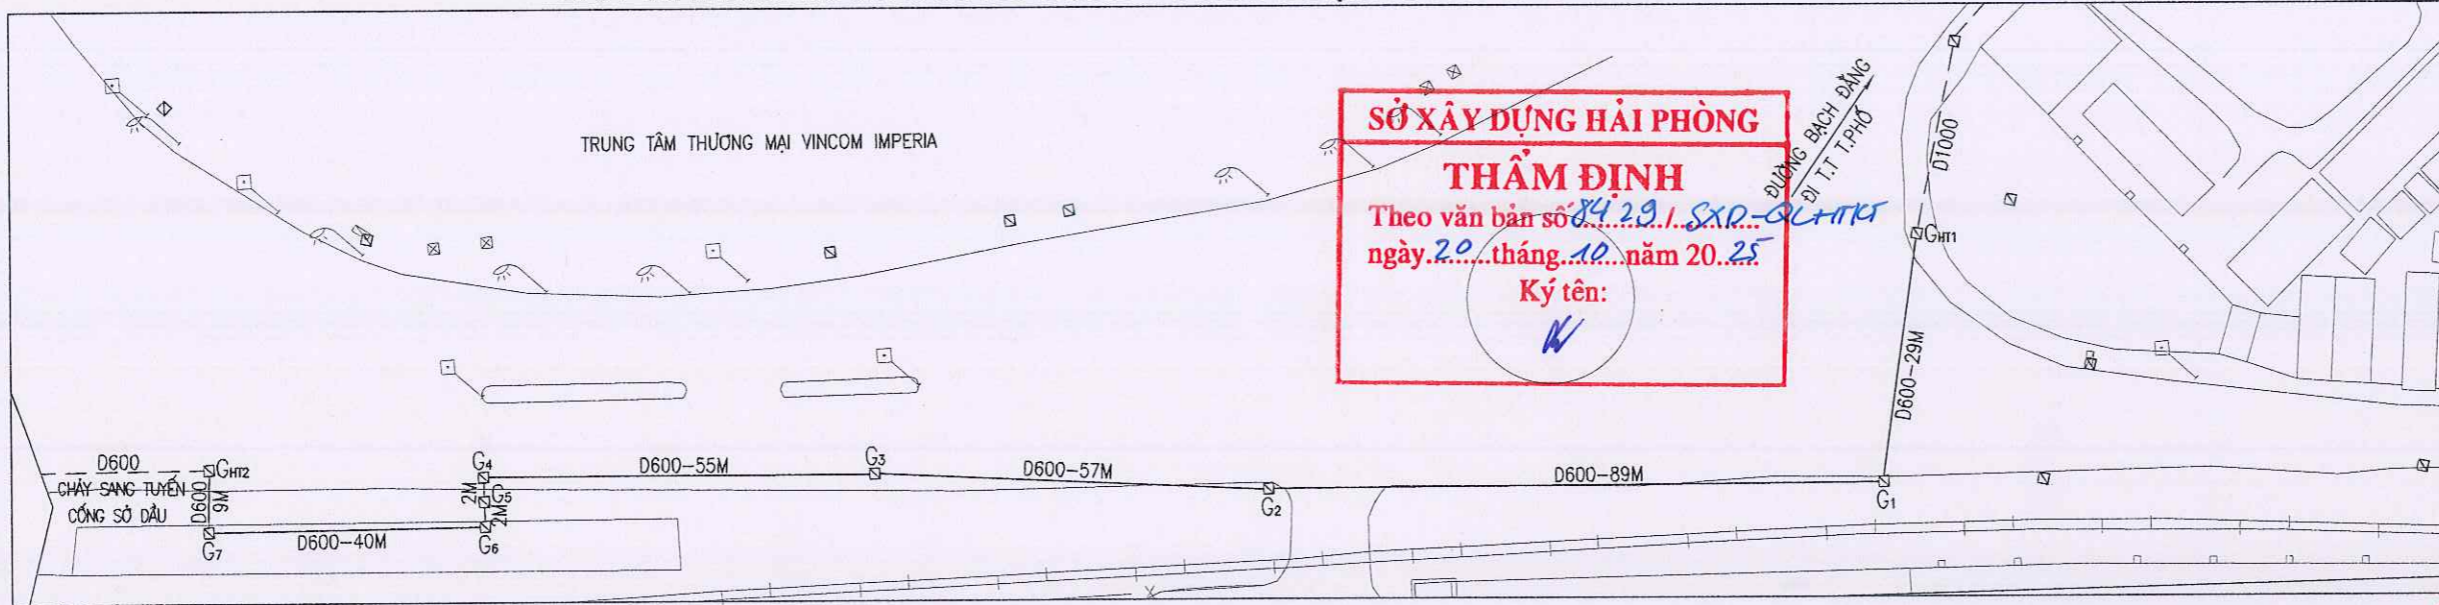 TRUNG TÂM THƯƠNG MẠI VINCOM IMPERIA
SỞ XÂY DỰNG HẢI PHÒNG
THẨM ĐỊNH
Theo văn bản số 8429/SXD-QLHTKT
ngày 20 tháng 10 năm 2025
Ký tên:
ĐƯỜNG BẠCH ĐẰNG
ĐI T.T T.PHỐ
D1000
GHT1
D600-29M
D600
GHT2
CHẢY SANG TUYẾN
CỐNG SỞ DẦU
D600
9M
G7
D600-40M
G4
2M
G5
2M
G6
D600-55M
G3
D600-57M
G2
D600-89M
G1